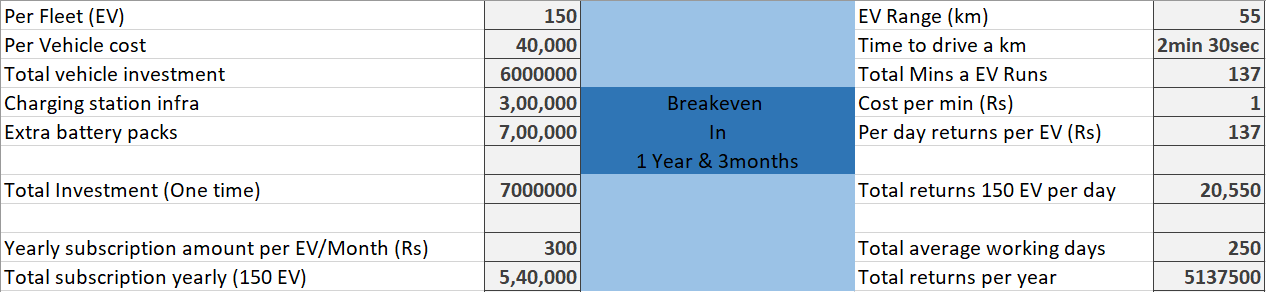 Per Fleet (EV) 150 EV Range (km) 55
Per Vehicle cost 40,000 Time to drive a km 2min 30sec
Total vehicle investment 6000000 Total Mins a EV Runs 137
Charging station infra 3,00,000 Breakeven Cost per min (Rs) 1
Extra battery packs 7,00,000 In Per day returns per EV (Rs) 137
1 Year & 3months
Total Investment (One time) 7000000 Total returns 150 EV per day 20,550
Yearly subscription amount per EV/Month (Rs) 300 Total average working days 250
Total subscription yearly (150 EV) 5,40,000 Total returns per year 5137500